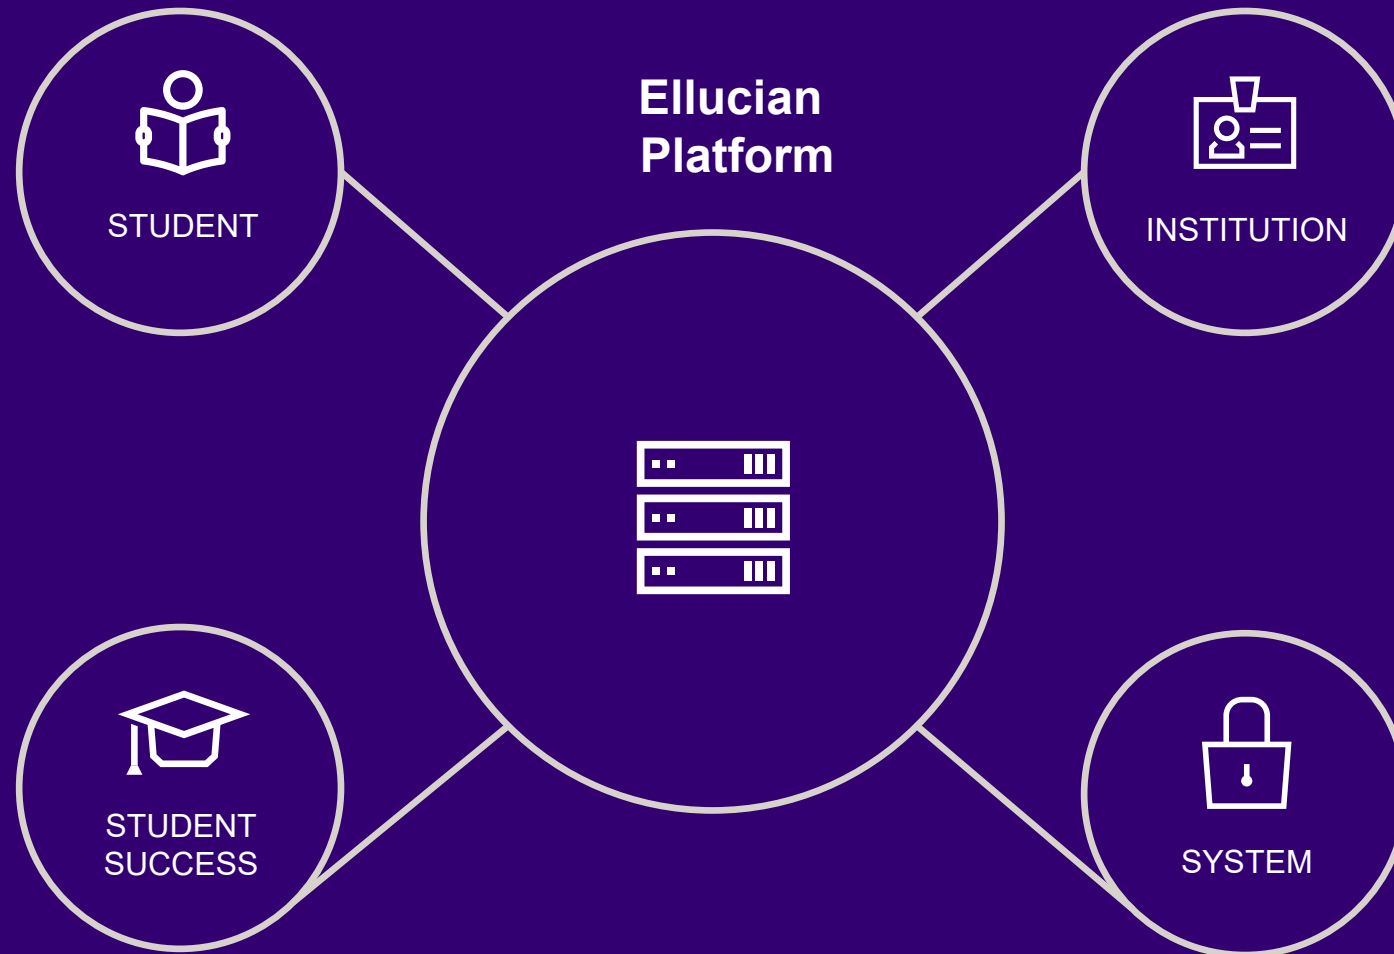 Ellucian
Platform
STUDENT
INSTITUTION
STUDENT
SUCCESS
SYSTEM